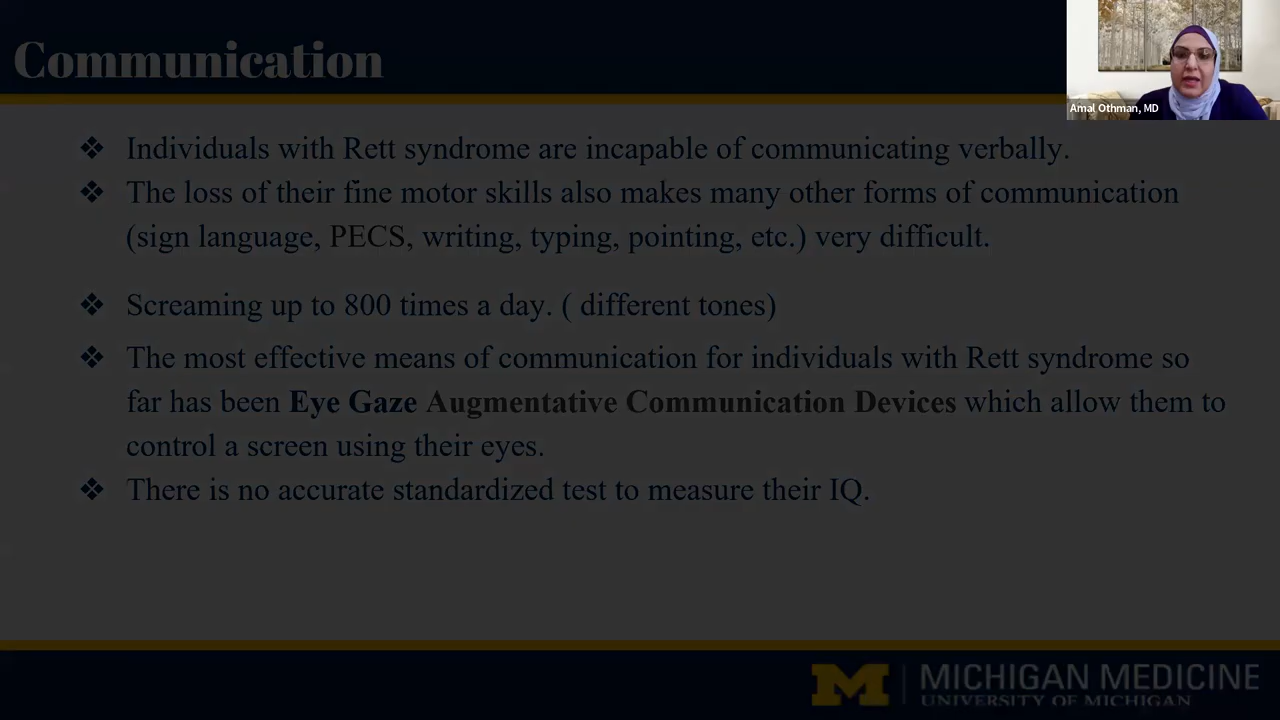 Communication
Amal Othman, MD
❖ Individuals with Rett syndrome are incapable of communicating verbally.
❖ The loss of their fine motor skills also makes many other forms of communication
(sign language, PECS, writing, typing, pointing, etc.) very difficult.
❖ Screaming up to 800 times a day. ( different tones)
❖ The most effective means of communication for individuals with Rett syndrome so
far has been Eye Gaze Augmentative Communication Devices which allow them to
control a screen using their eyes.
❖ There is no accurate standardized test to measure their IQ.
M | MICHIGAN MEDICINE
UNIVERSITY OF MICHIGAN